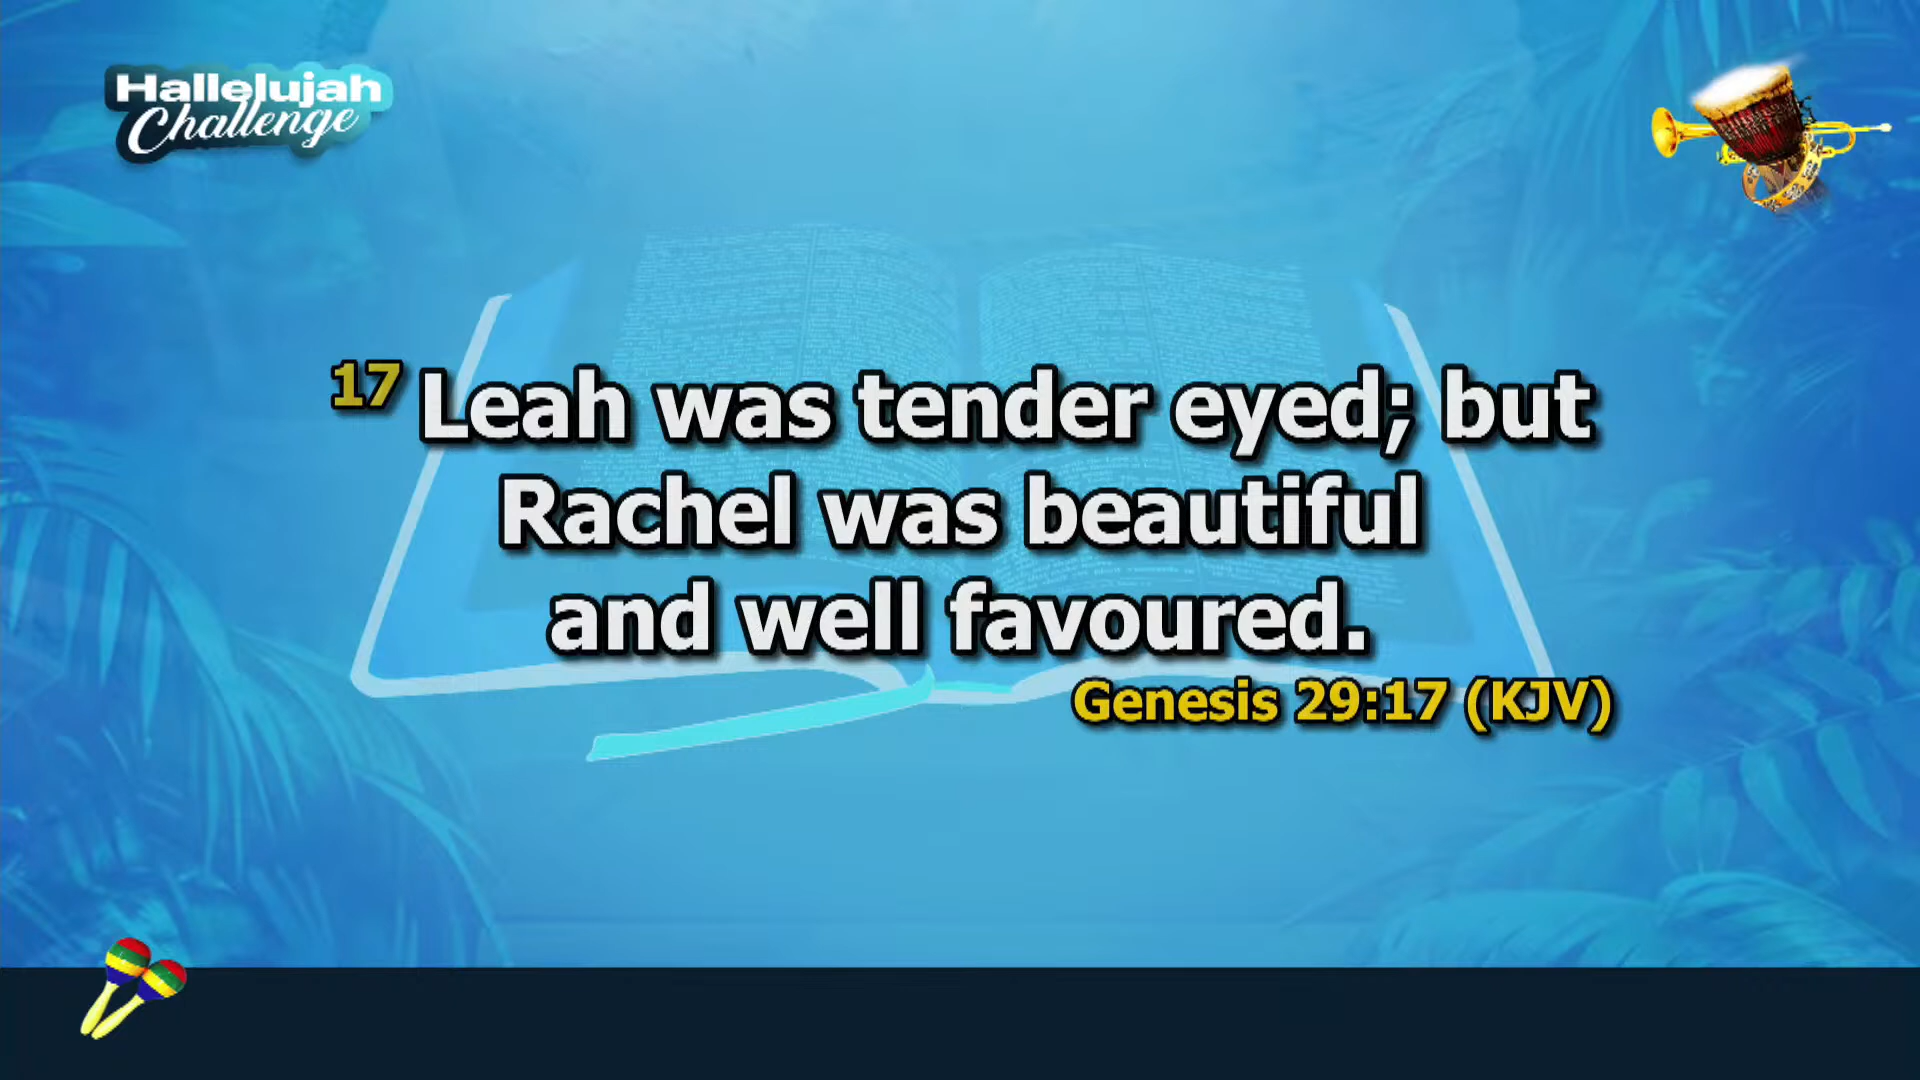 Hallelujah
Challenge
17 Leah was tender eyed; but
Rachel was beautiful
and well favoured.
Genesis 29:17 (KJV)